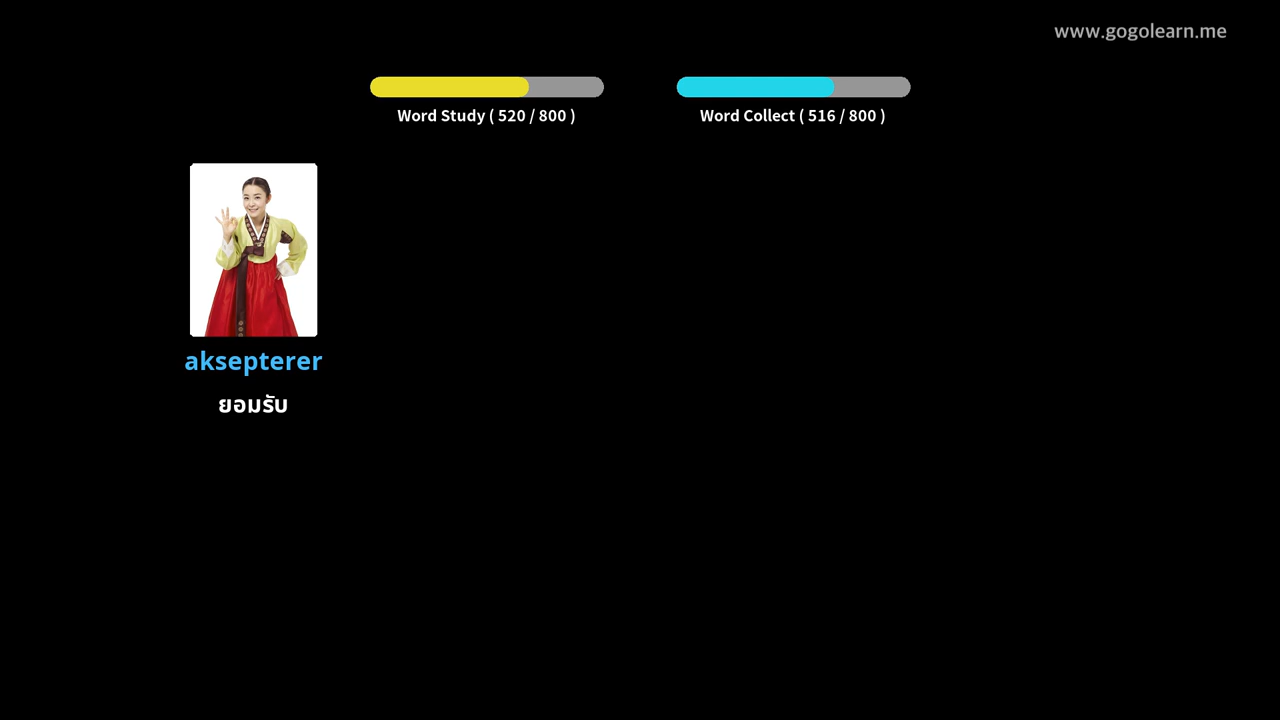 www.gogolearn.me
Word Study ( 520 / 800 )
Word Collect ( 516 / 800 )
aksepterer
ยอมรับ